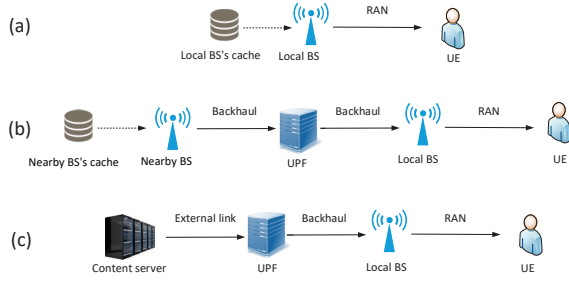 (a)
RAN
Local BS's cache
Local BS
UE
(b)
Backhaul
Backhaul
RAN
Nearby BS's cache
Nearby BS
UPF
Local BS
UE
(c)
External link
Backhaul
RAN
Content server
UPF
Local BS
UE